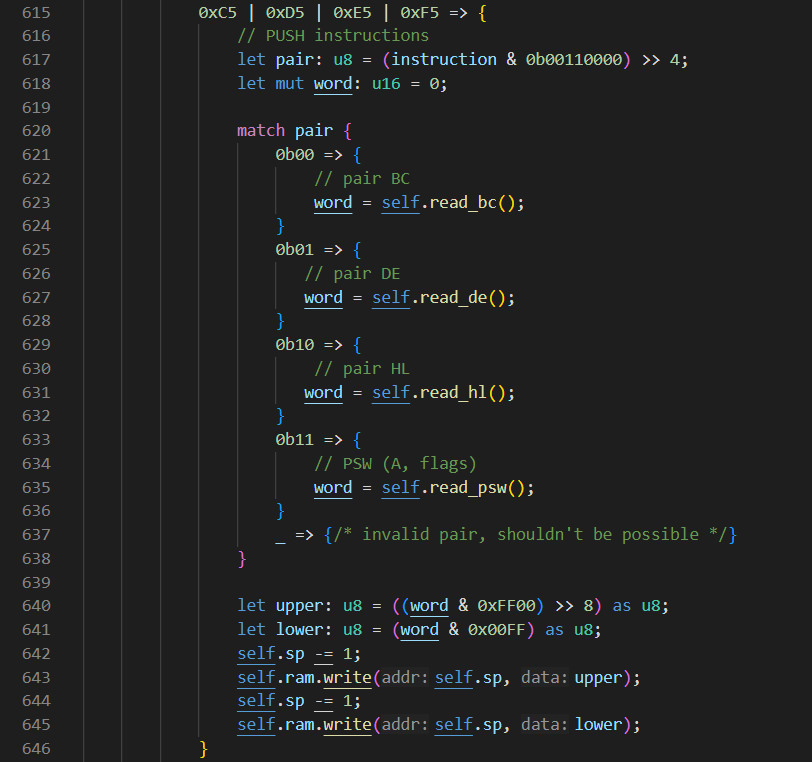 615 0xC5 | 0xD5 | 0xE5 | 0xF5 => {
616 // PUSH instructions
617 let pair: u8 = (instruction & 0b00110000) >> 4;
618 let mut word: u16 = 0;
619
620 match pair {
621 0b00 => {
622 // pair BC
623 word = self.read_bc();
624 }
625 0b01 => {
626 // pair DE
627 word = self.read_de();
628 }
629 0b10 => {
630 // pair HL
631 word = self.read_hl();
632 }
633 0b11 => {
634 // PSW (A, flags)
635 word = self.read_psw();
636 }
637 _ => {/* invalid pair, shouldn't be possible */}
638 }
639
640 let upper: u8 = ((word & 0xFF00) >> 8) as u8;
641 let lower: u8 = (word & 0x00FF) as u8;
642 self.sp -= 1;
643 self.ram.write(addr: self.sp, data: upper);
644 self.sp -= 1;
645 self.ram.write(addr: self.sp, data: lower);
646 }